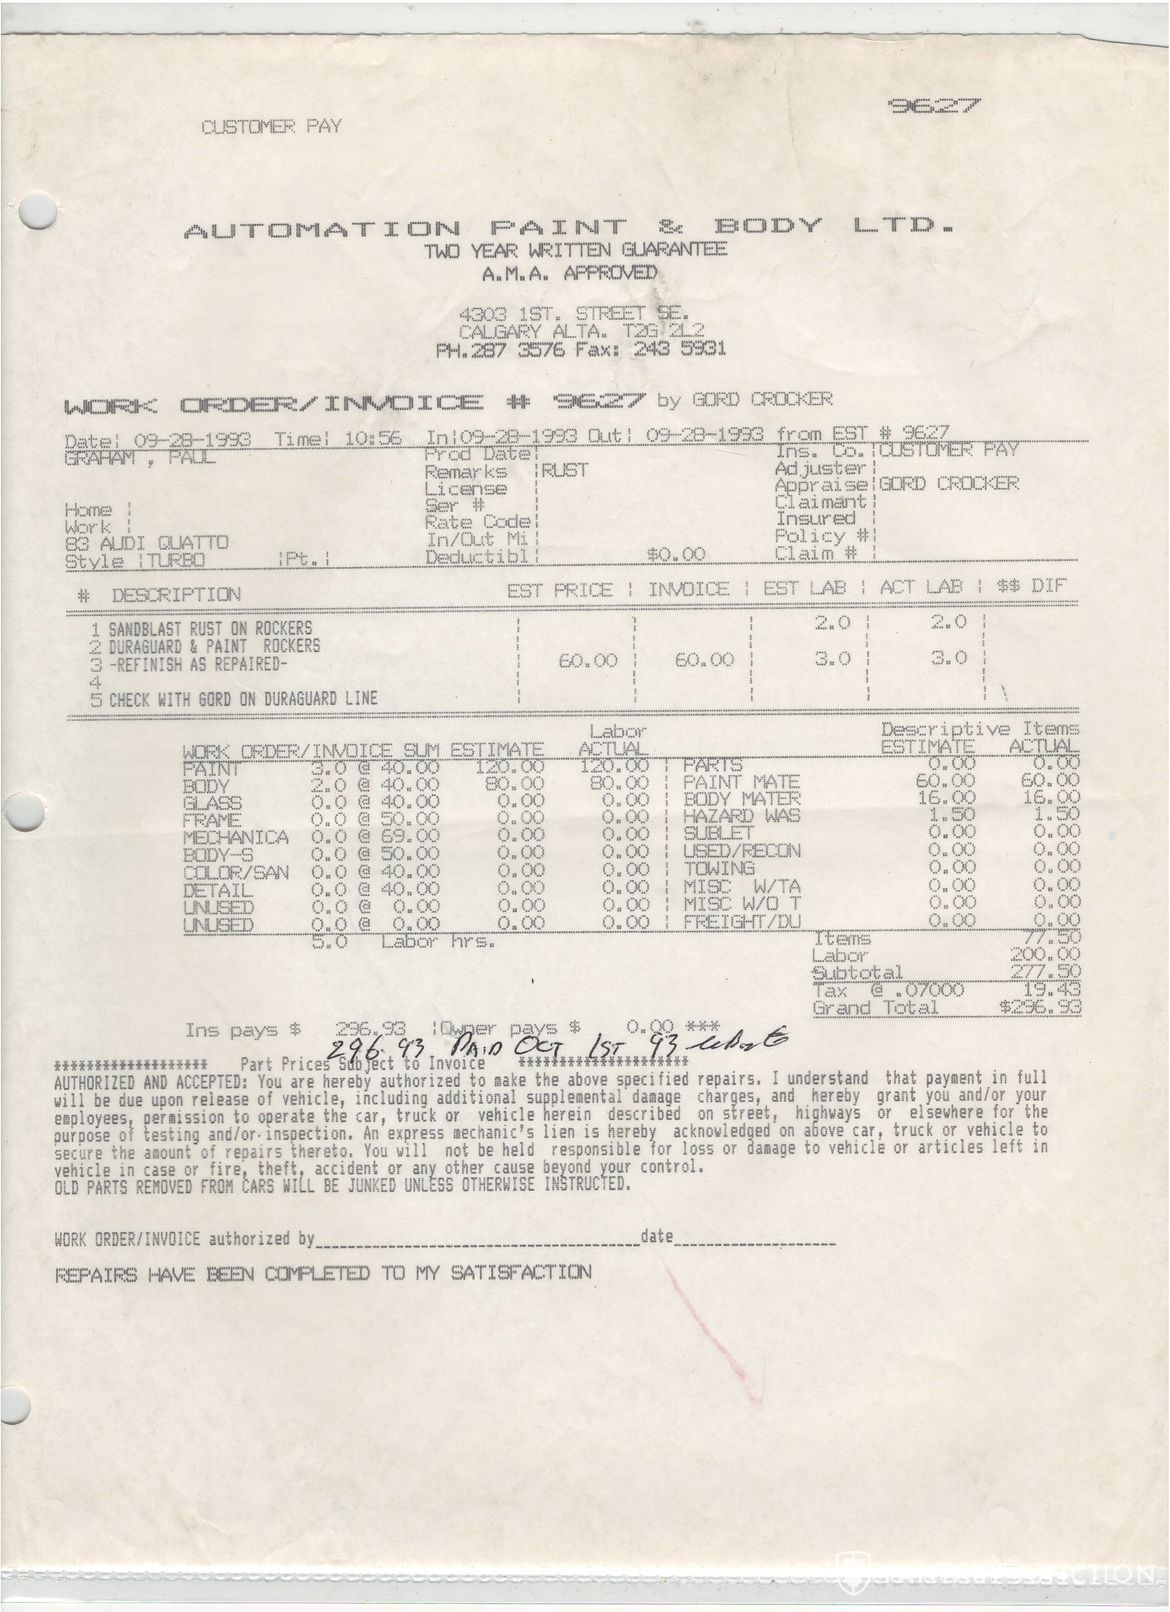 9627
CUSTOMER PAY
AUTOMATION PAINT & BODY LTD.
TWO YEAR WRITTEN GUARANTEE
A.M.A. APPROVED
4303 1ST. STREET SE.
CALGARY ALTA. T2G 2L2
PH.287 3576 Fax: 243 5931
WORK ORDER/INVOICE # 9627 by GORD CROCKER
Date| 09-28-1993 Time| 10:56 In|09-28-1993 Out| 09-28-1993 from EST # 9627
GRAHAM , PAUL Prod Date| Ins. Co.|CUSTOMER PAY
Remarks |RUST Adjuster|
License | Appraise|GORD CROCKER
Home | Ser # | Claimant|
Work | Rate Code| Insured |
83 AUDI QUATTO In/Out Mi| Policy #|
Style |TURBO |Pt.| Deductibl| $0.00 Claim # |
# DESCRIPTION EST PRICE | INVOICE | EST LAB | ACT LAB | $$ DIF
1 SANDBLAST RUST ON ROCKERS | | 2.0 | 2.0 |
2 DURAGUARD & PAINT ROCKERS | | | |
3 -REFINISH AS REPAIRED- | 60.00 | 60.00 | 3.0 | 3.0 |
4
5 CHECK WITH GORD ON DURAGUARD LINE
Labor Descriptive Items
WORK ORDER/INVOICE SUM ESTIMATE ACTUAL ESTIMATE ACTUAL
PAINT 3.0 @ 40.00 120.00 120.00 | PARTS 0.00 0.00
BODY 2.0 @ 40.00 80.00 80.00 | PAINT MATE 60.00 60.00
GLASS 0.0 @ 40.00 0.00 0.00 | BODY MATER 16.00 16.00
FRAME 0.0 @ 50.00 0.00 0.00 | HAZARD WAS 1.50 1.50
MECHANICA 0.0 @ 69.00 0.00 0.00 | SUBLET 0.00 0.00
BODY-S 0.0 @ 50.00 0.00 0.00 | USED/RECON 0.00 0.00
COLOR/SAN 0.0 @ 40.00 0.00 0.00 | TOWING 0.00 0.00
DETAIL 0.0 @ 40.00 0.00 0.00 | MISC W/TA 0.00 0.00
UNUSED 0.0 @ 0.00 0.00 0.00 | MISC W/O T 0.00 0.00
UNUSED 0.0 @ 0.00 0.00 0.00 | FREIGHT/DU 0.00 0.00
5.0 Labor hrs. Items 77.50
Labor 200.00
Subtotal 277.50
Tax @ .07000 19.43
Grand Total $296.93
Ins pays $ 296.93 |Owner pays $ 0.00 ***
296.93 PAID OCT 1ST 93
******************* Part Prices Subject to Invoice *********************
AUTHORIZED AND ACCEPTED: You are hereby authorized to make the above specified repairs. I understand that payment in full
will be due upon release of vehicle, including additional supplemental damage charges, and hereby grant you and/or your
employees, permission to operate the car, truck or vehicle herein described on street, highways or elsewhere for the
purpose of testing and/or inspection. An express mechanic's lien is hereby acknowledged on above car, truck or vehicle to
secure the amount of repairs thereto. You will not be held responsible for loss or damage to vehicle or articles left in
vehicle in case or fire, theft, accident or any other cause beyond your control.
OLD PARTS REMOVED FROM CARS WILL BE JUNKED UNLESS OTHERWISE INSTRUCTED.
WORK ORDER/INVOICE authorized by____________________date__________
REPAIRS HAVE BEEN COMPLETED TO MY SATISFACTION